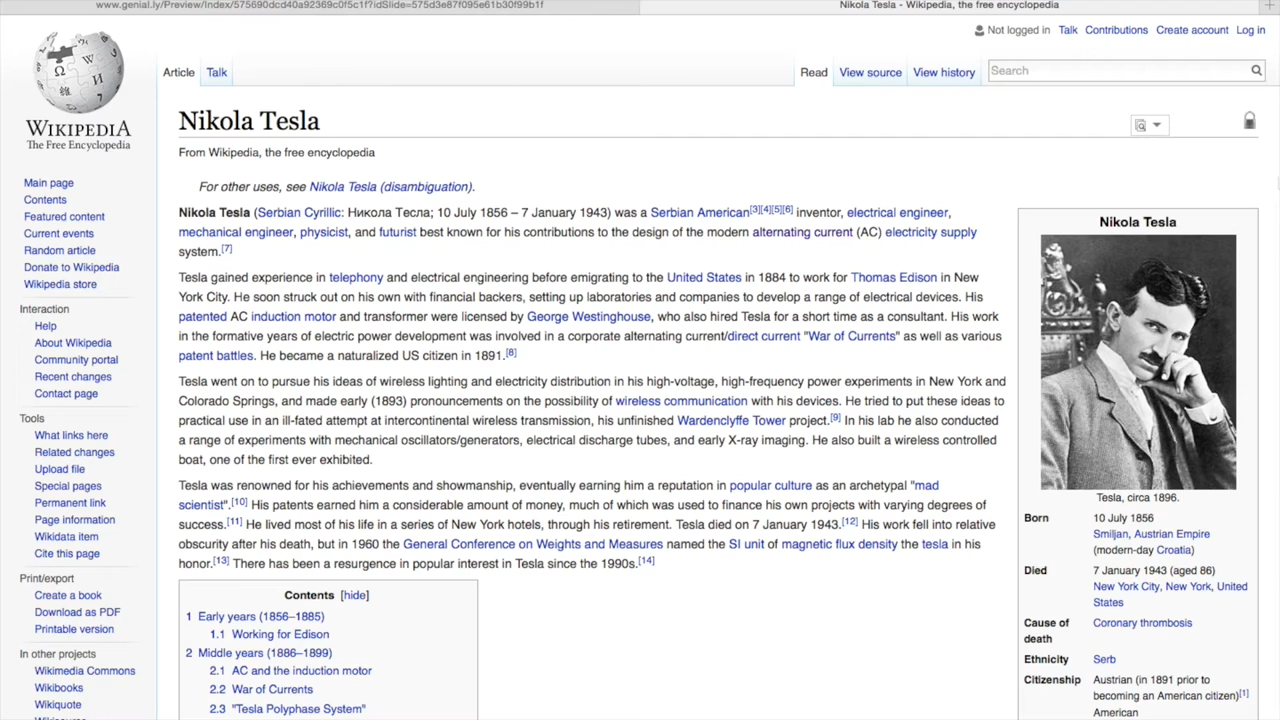 www.genial.ly/Preview/Index/575690dcd40a92369c0f5c1f?idSlide=575d3e87f095e61b30f99b1f
Nikola Tesla - Wikipedia, the free encyclopedia
Not logged in Talk Contributions Create account Log in
Article Talk
Read View source View history
Search
WIKIPEDIA
The Free Encyclopedia
Main page
Contents
Featured content
Current events
Random article
Donate to Wikipedia
Wikipedia store
Interaction
Help
About Wikipedia
Community portal
Recent changes
Contact page
Tools
What links here
Related changes
Upload file
Special pages
Permanent link
Page information
Wikidata item
Cite this page
Print/export
Create a book
Download as PDF
Printable version
In other projects
Wikimedia Commons
Wikibooks
Wikiquote
Nikola Tesla
From Wikipedia, the free encyclopedia
For other uses, see Nikola Tesla (disambiguation).
Nikola Tesla (Serbian Cyrillic: Никола Тесла; 10 July 1856 – 7 January 1943) was a Serbian American[3][4][5][6] inventor, electrical engineer,
mechanical engineer, physicist, and futurist best known for his contributions to the design of the modern alternating current (AC) electricity supply
system.[7]
Tesla gained experience in telephony and electrical engineering before emigrating to the United States in 1884 to work for Thomas Edison in New
York City. He soon struck out on his own with financial backers, setting up laboratories and companies to develop a range of electrical devices. His
patented AC induction motor and transformer were licensed by George Westinghouse, who also hired Tesla for a short time as a consultant. His work
in the formative years of electric power development was involved in a corporate alternating current/direct current "War of Currents" as well as various
patent battles. He became a naturalized US citizen in 1891.[8]
Tesla went on to pursue his ideas of wireless lighting and electricity distribution in his high-voltage, high-frequency power experiments in New York and
Colorado Springs, and made early (1893) pronouncements on the possibility of wireless communication with his devices. He tried to put these ideas to
practical use in an ill-fated attempt at intercontinental wireless transmission, his unfinished Wardenclyffe Tower project.[9] In his lab he also conducted
a range of experiments with mechanical oscillators/generators, electrical discharge tubes, and early X-ray imaging. He also built a wireless controlled
boat, one of the first ever exhibited.
Tesla was renowned for his achievements and showmanship, eventually earning him a reputation in popular culture as an archetypal "mad
scientist".[10] His patents earned him a considerable amount of money, much of which was used to finance his own projects with varying degrees of
success.[11] He lived most of his life in a series of New York hotels, through his retirement. Tesla died on 7 January 1943.[12] His work fell into relative
obscurity after his death, but in 1960 the General Conference on Weights and Measures named the SI unit of magnetic flux density the tesla in his
honor.[13] There has been a resurgence in popular interest in Tesla since the 1990s.[14]
Contents [hide]
1 Early years (1856–1885)
1.1 Working for Edison
2 Middle years (1886–1899)
2.1 AC and the induction motor
2.2 War of Currents
2.3 "Tesla Polyphase System"
Nikola Tesla
Tesla, circa 1896.
Born 10 July 1856
Smiljan, Austrian Empire
(modern-day Croatia)
Died 7 January 1943 (aged 86)
New York City, New York, United
States
Cause of Coronary thrombosis
death
Ethnicity Serb
Citizenship Austrian (in 1891 prior to
becoming an American citizen)[1]
American